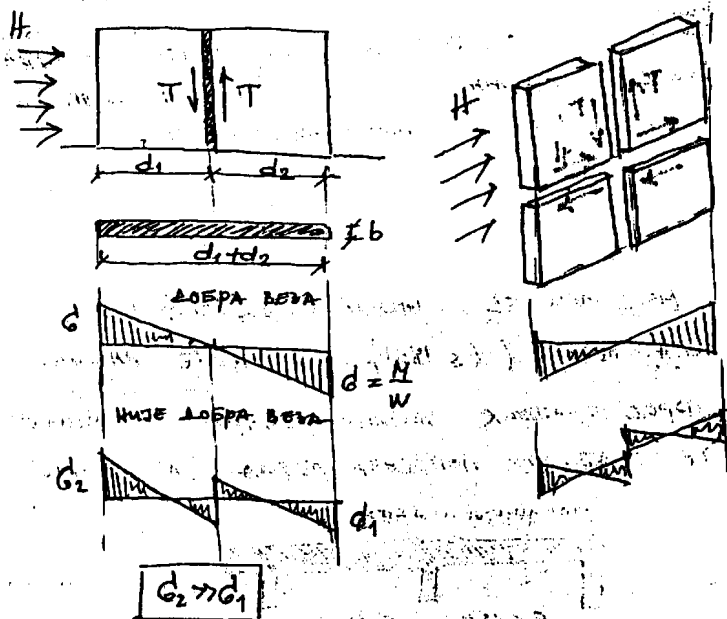 H
T T
d₁ d₂
b
d₁+d₂
ДОБРА ВЕЗА
σ
σ = M/W
НИЈЕ ДОБРА ВЕЗА
σ₂
σ₁
σ₂ >> σ₁
H
T T